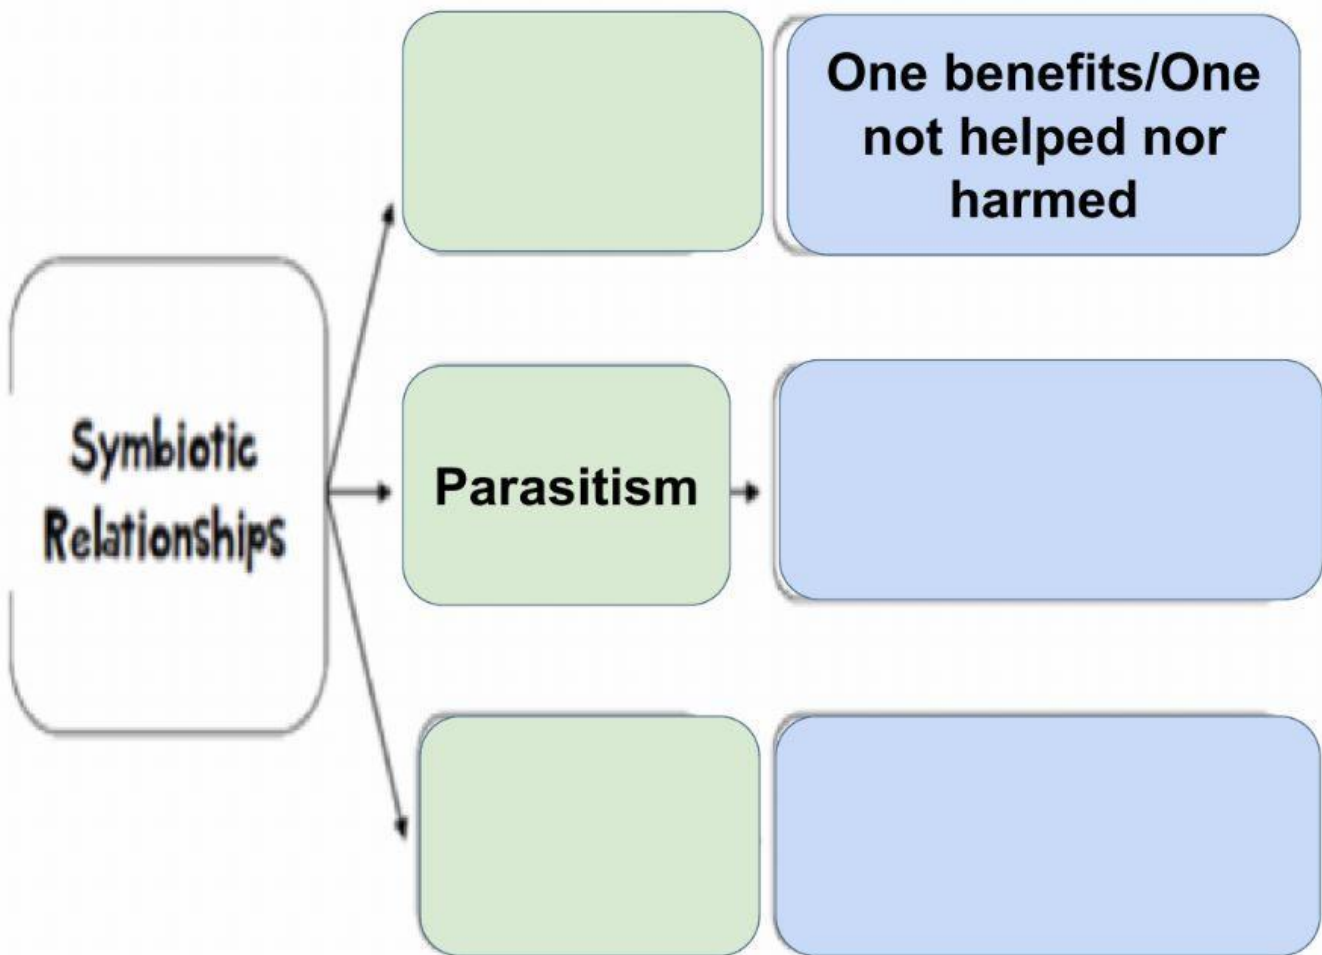 One benefits/One
not helped nor
harmed
Symbiotic
Relationships
Parasitism